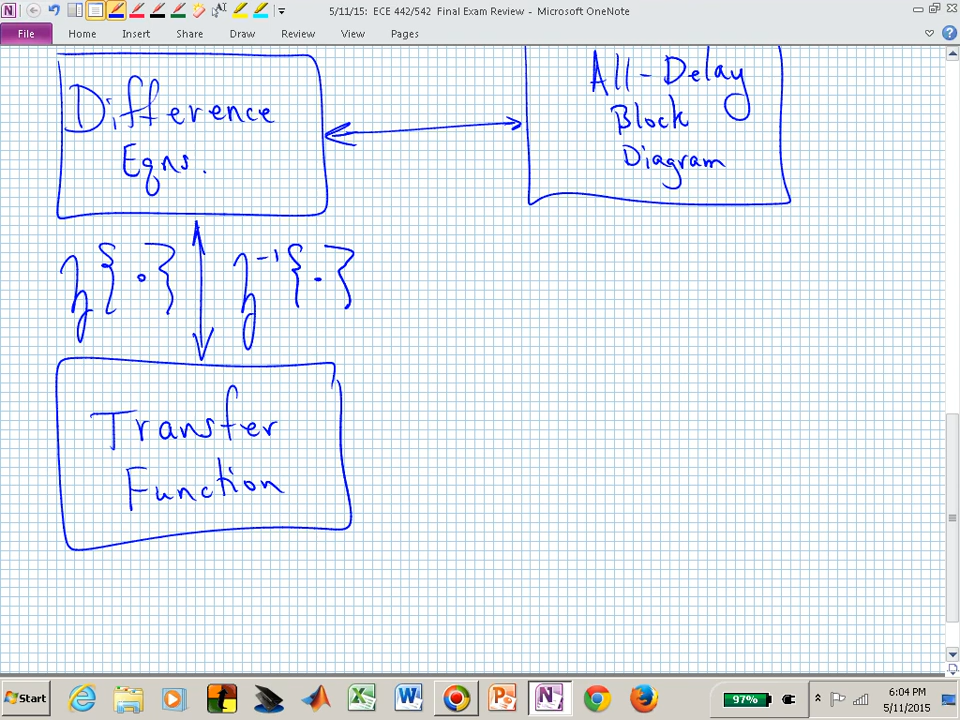 5/11/15: ECE 442/542 Final Exam Review - Microsoft OneNote
File Home Insert Share Draw Review View Pages
Difference
Eqns.
All-Delay
Block
Diagram
z{·} z⁻¹{·}
Transfer
Function
Start
97%
6:04 PM
5/11/2015